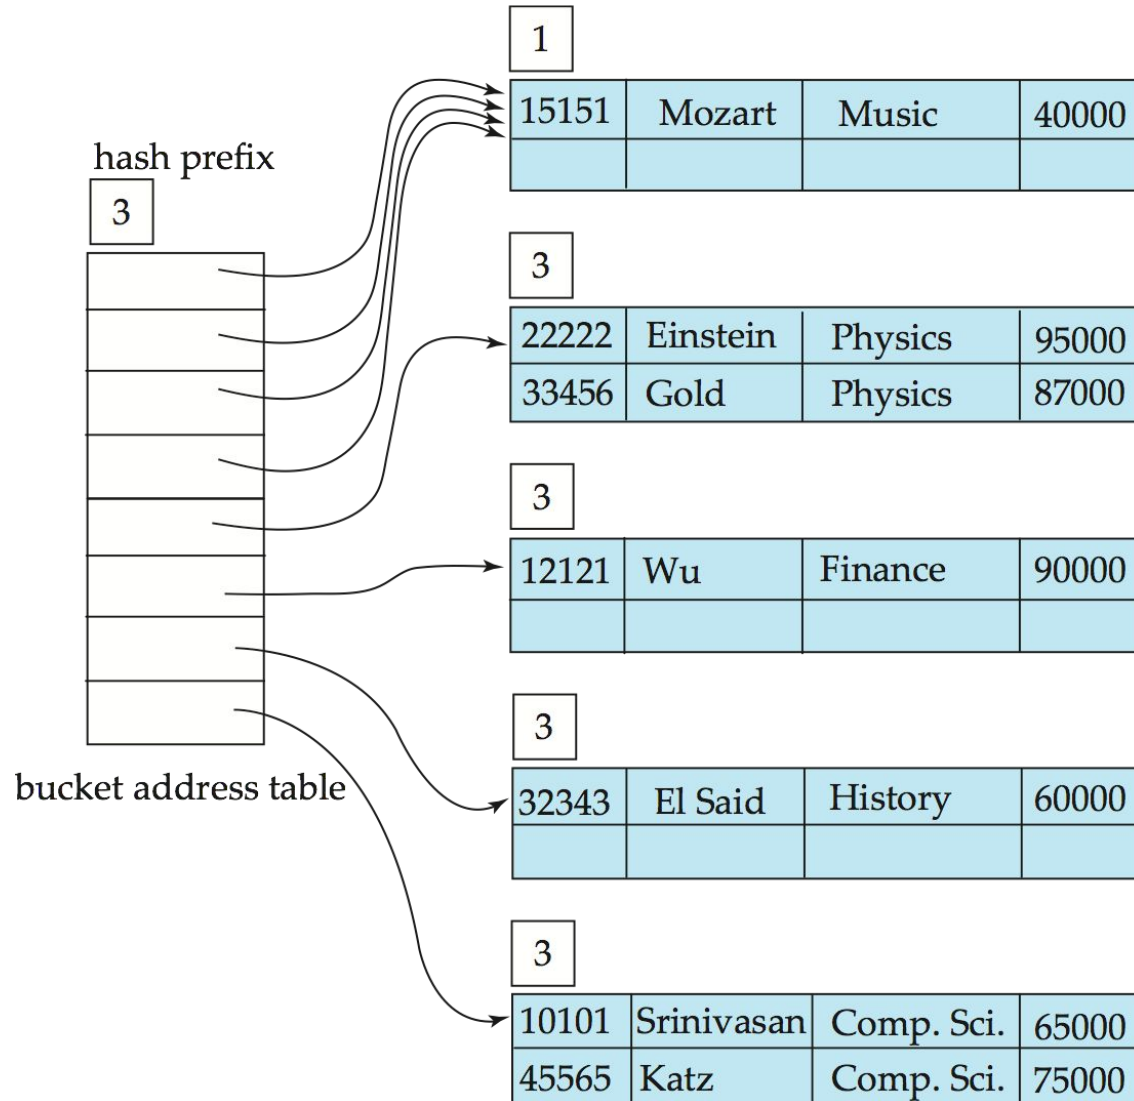 hash prefix
3
bucket address table
1
15151 Mozart Music 40000
3
22222 Einstein Physics 95000
33456 Gold Physics 87000
3
12121 Wu Finance 90000
3
32343 El Said History 60000
3
10101 Srinivasan Comp. Sci. 65000
45565 Katz Comp. Sci. 75000